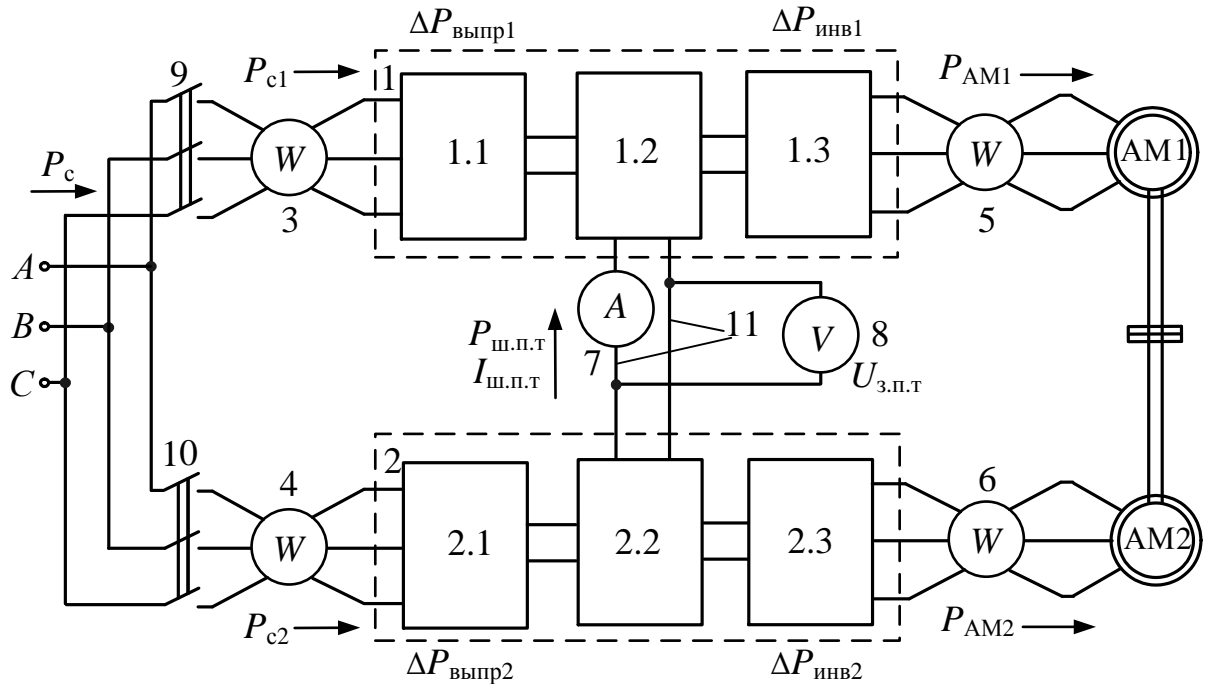 ΔPвыпр1
ΔPинв1
9
Pс1
1
PАМ1
1.1
1.2
1.3
W
W
АМ1
Pс
3
5
A
A
B
Pш.п.т
11
V
8
Iш.п.т
7
C
Uз.п.т
10
4
2
6
W
2.1
2.2
2.3
W
АМ2
Pс2
PАМ2
ΔPвыпр2
ΔPинв2